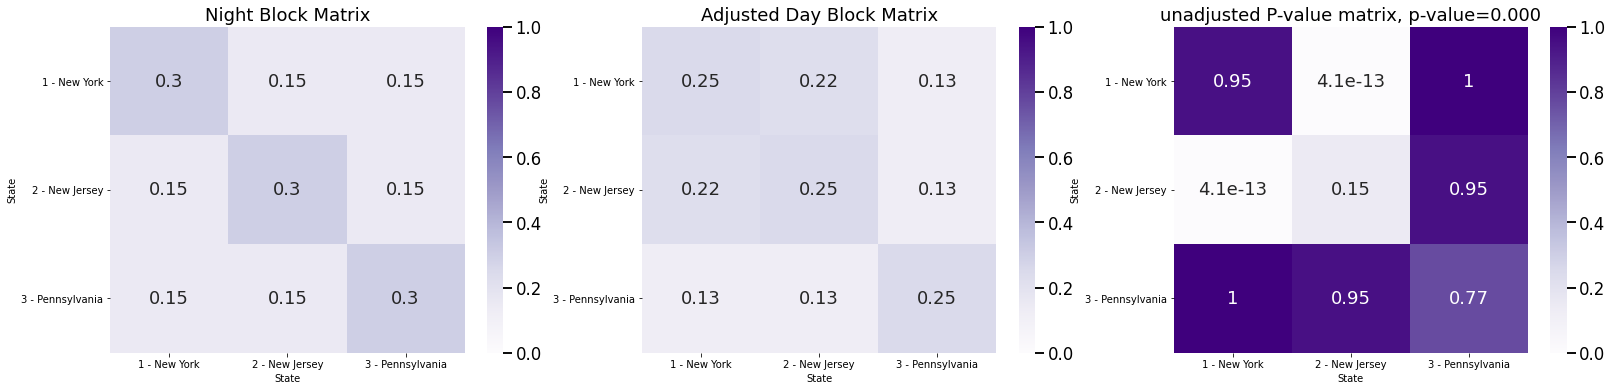 Night Block Matrix
1.0
0.8
0.6
0.4
0.2
0.0
State
1 - New York
2 - New Jersey
3 - Pennsylvania
0.3 0.15 0.15
0.15 0.3 0.15
0.15 0.15 0.3
1 - New York 2 - New Jersey 3 - Pennsylvania
State
Adjusted Day Block Matrix
1.0
0.8
0.6
0.4
0.2
0.0
State
1 - New York
2 - New Jersey
3 - Pennsylvania
0.25 0.22 0.13
0.22 0.25 0.13
0.13 0.13 0.25
1 - New York 2 - New Jersey 3 - Pennsylvania
State
unadjusted P-value matrix, p-value=0.000
1.0
0.8
0.6
0.4
0.2
0.0
State
1 - New York
2 - New Jersey
3 - Pennsylvania
0.95 4.1e-13 1
4.1e-13 0.15 0.95
1 0.95 0.77
1 - New York 2 - New Jersey 3 - Pennsylvania
State